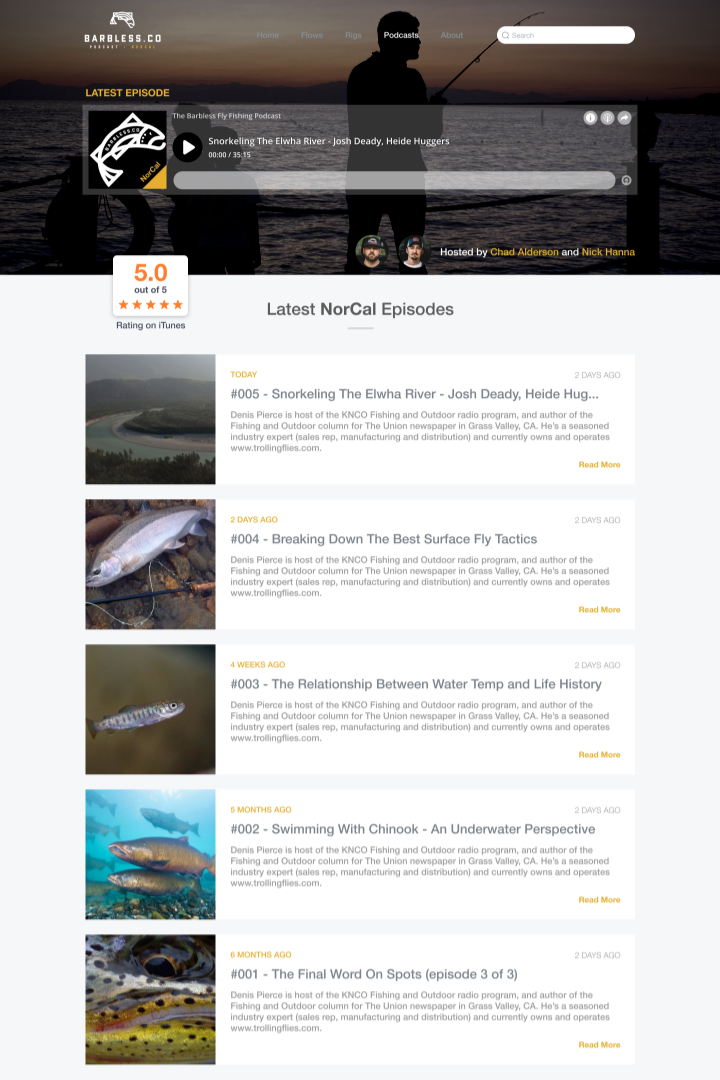 BARBLESS.CO
PODCAST - NORCAL
Home Flows Rigs Podcasts About Search
LATEST EPISODE
The Barbless Fly Fishing Podcast
BARBLESS.CO
NorCal
Snorkeling The Elwha River - Josh Deady, Heide Huggers
00:00 / 35:15
Hosted by Chad Alderson and Nick Hanna
5.0
out of 5
Rating on iTunes
Latest NorCal Episodes
TODAY 2 DAYS AGO
#005 - Snorkeling The Elwha River - Josh Deady, Heide Hug...
Denis Pierce is host of the KNCO Fishing and Outdoor radio program, and author of the
Fishing and Outdoor column for The Union newspaper in Grass Valley, CA. He's a seasoned
industry expert (sales rep, manufacturing and distribution) and currently owns and operates
www.trollingflies.com.
Read More
2 DAYS AGO 2 DAYS AGO
#004 - Breaking Down The Best Surface Fly Tactics
Denis Pierce is host of the KNCO Fishing and Outdoor radio program, and author of the
Fishing and Outdoor column for The Union newspaper in Grass Valley, CA. He's a seasoned
industry expert (sales rep, manufacturing and distribution) and currently owns and operates
www.trollingflies.com.
Read More
4 WEEKS AGO 2 DAYS AGO
#003 - The Relationship Between Water Temp and Life History
Denis Pierce is host of the KNCO Fishing and Outdoor radio program, and author of the
Fishing and Outdoor column for The Union newspaper in Grass Valley, CA. He's a seasoned
industry expert (sales rep, manufacturing and distribution) and currently owns and operates
www.trollingflies.com.
Read More
5 MONTHS AGO 2 DAYS AGO
#002 - Swimming With Chinook - An Underwater Perspective
Denis Pierce is host of the KNCO Fishing and Outdoor radio program, and author of the
Fishing and Outdoor column for The Union newspaper in Grass Valley, CA. He's a seasoned
industry expert (sales rep, manufacturing and distribution) and currently owns and operates
www.trollingflies.com.
Read More
6 MONTHS AGO 2 DAYS AGO
#001 - The Final Word On Spots (episode 3 of 3)
Denis Pierce is host of the KNCO Fishing and Outdoor radio program, and author of the
Fishing and Outdoor column for The Union newspaper in Grass Valley, CA. He's a seasoned
industry expert (sales rep, manufacturing and distribution) and currently owns and operates
www.trollingflies.com.
Read More